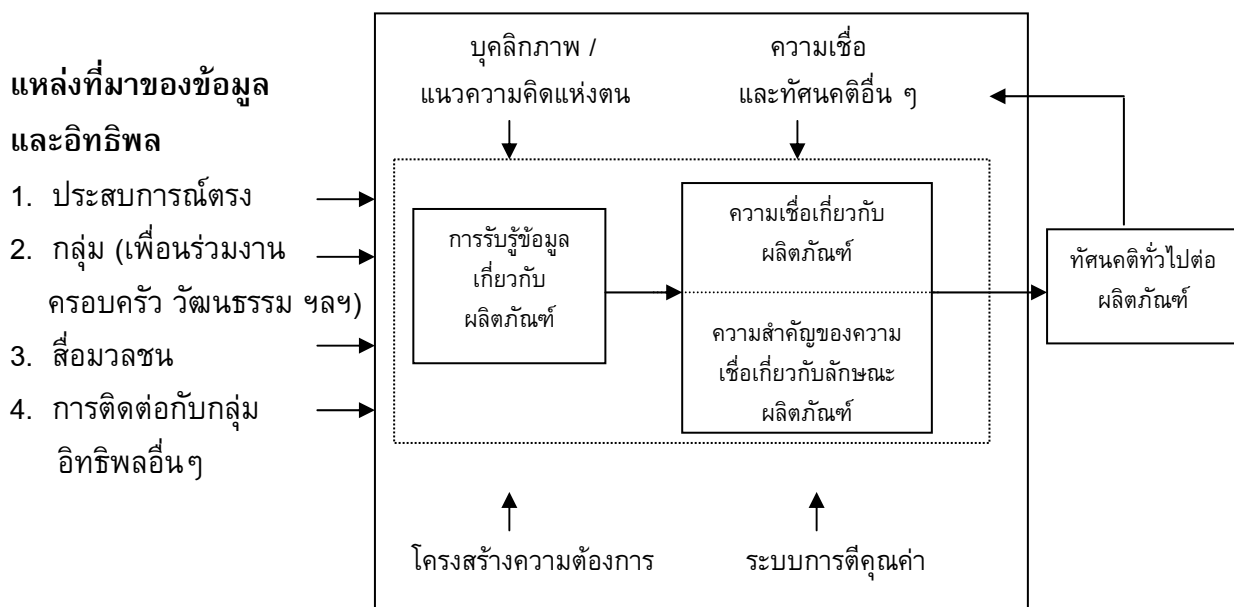 แหล่งที่มาของข้อมูล
และอิทธิพล
1. ประสบการณ์ตรง
2. กลุ่ม (เพื่อนร่วมงาน
ครอบครัว วัฒนธรรม ฯลฯ)
3. สื่อมวลชน
4. การติดต่อกับกลุ่ม
อิทธิพลอื่นๆ
บุคลิกภาพ /
แนวความคิดแห่งตน
ความเชื่อ
และทัศนคติอื่น ๆ
การรับรู้ข้อมูล
เกี่ยวกับ
ผลิตภัณฑ์
ความเชื่อเกี่ยวกับ
ผลิตภัณฑ์
ความสำคัญของความ
เชื่อเกี่ยวกับลักษณะ
ผลิตภัณฑ์
ทัศนคติทั่วไปต่อ
ผลิตภัณฑ์
โครงสร้างความต้องการ
ระบบการตีคุณค่า